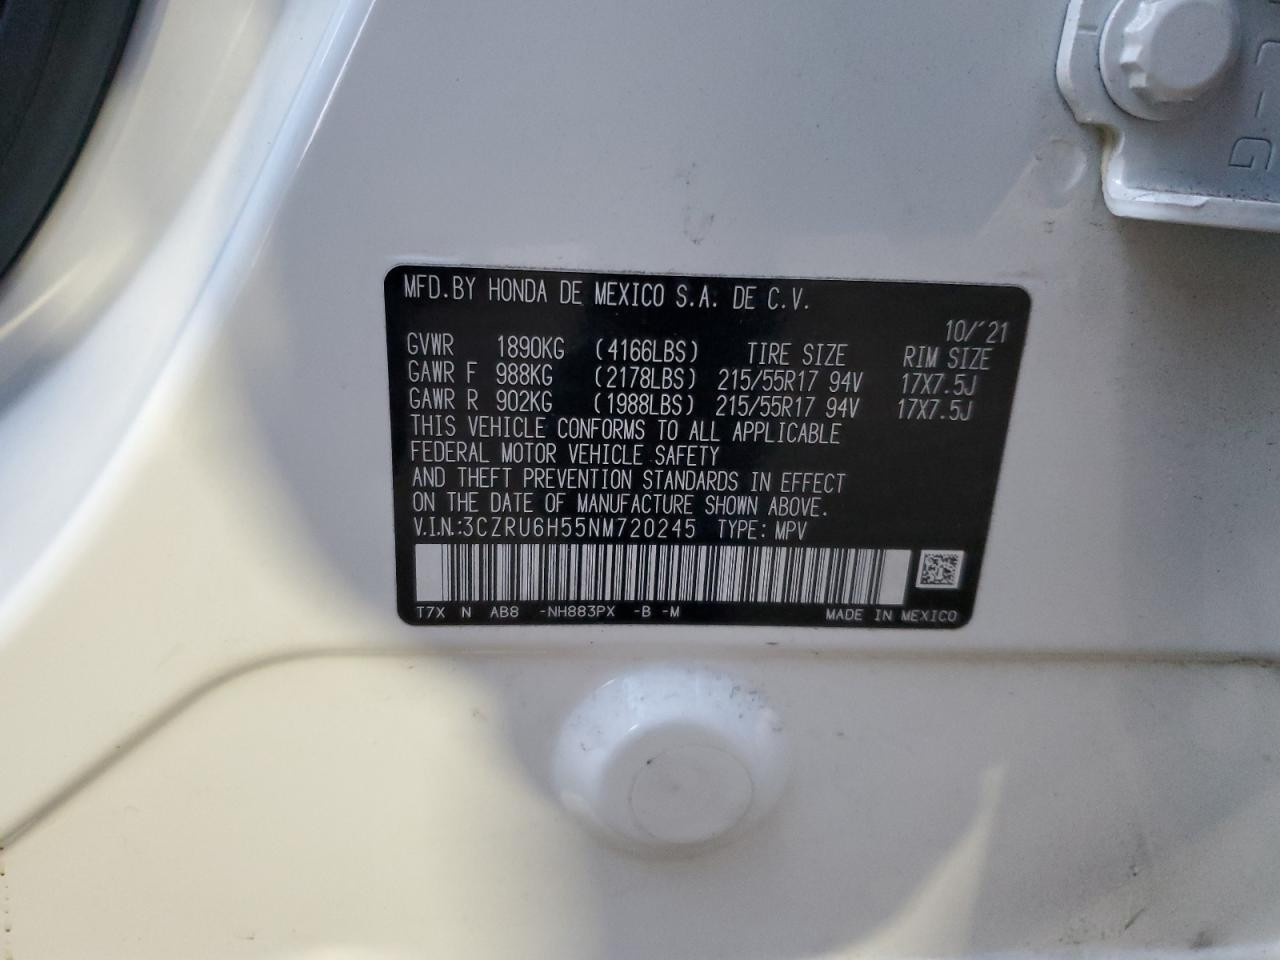 MFD.BY HONDA DE MEXICO S.A. DE C.V.
10/'21
GVWR 1890KG (4166LBS) TIRE SIZE RIM SIZE
GAWR F 988KG (2178LBS) 215/55R17 94V 17X7.5J
GAWR R 902KG (1988LBS) 215/55R17 94V 17X7.5J
THIS VEHICLE CONFORMS TO ALL APPLICABLE
FEDERAL MOTOR VEHICLE SAFETY
AND THEFT PREVENTION STANDARDS IN EFFECT
ON THE DATE OF MANUFACTURE SHOWN ABOVE.
V.I.N.:3CZRU6H55NM720245 TYPE: MPV
T7X N AB8 -NH883PX -B -M MADE IN MEXICO